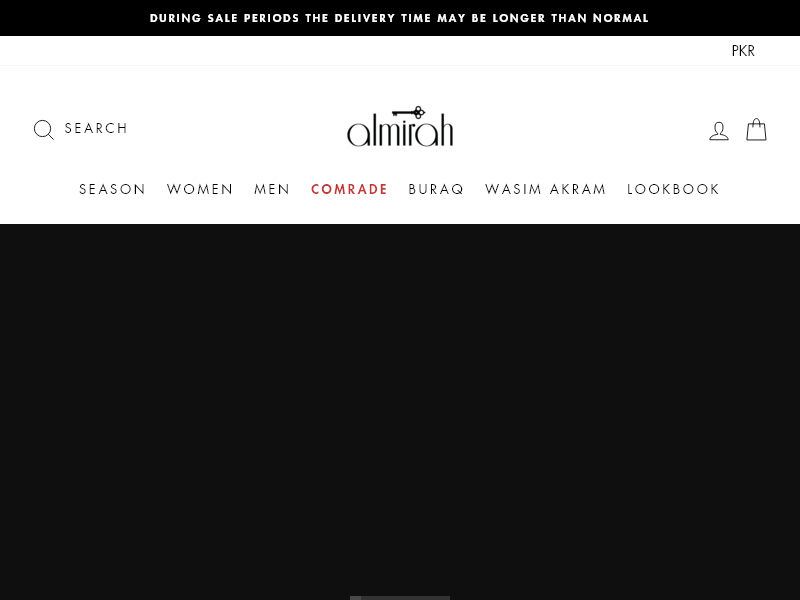 DURING SALE PERIODS THE DELIVERY TIME MAY BE LONGER THAN NORMAL
PKR
SEARCH
almirah
SEASON WOMEN MEN COMRADE BURAQ WASIM AKRAM LOOKBOOK